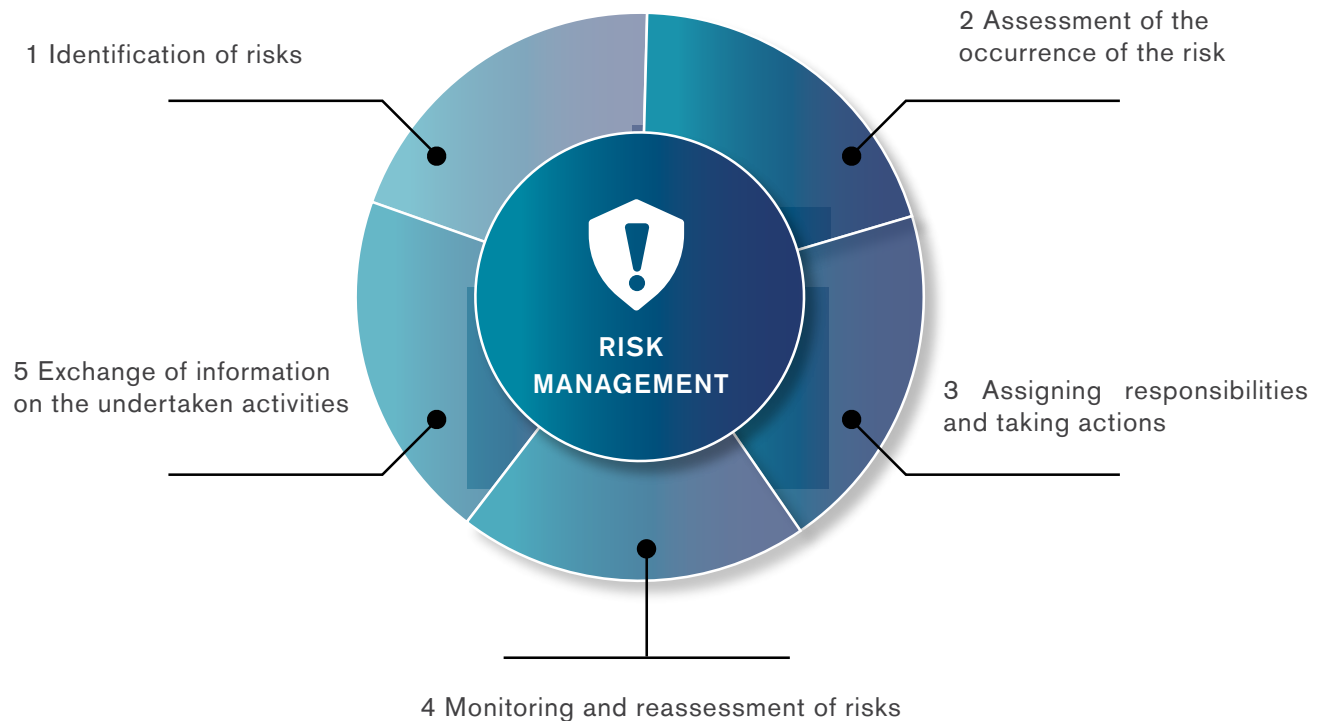 1 Identification of risks
2 Assessment of the
occurrence of the risk
RISK
MANAGEMENT
3 Assigning responsibilities
and taking actions
4 Monitoring and reassessment of risks
5 Exchange of information
on the undertaken activities